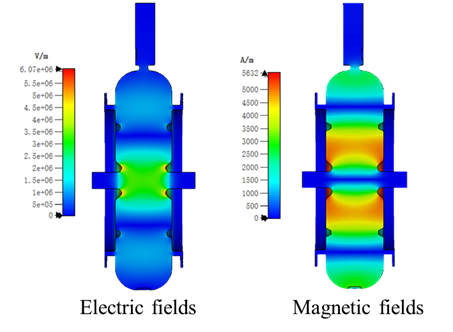 V/m
6.07e+06
5.5e+06
5e+06
4.5e+06
4e+06
3.5e+06
3e+06
2.5e+06
2e+06
1.5e+06
1e+06
5e+05
0
A/m
5632
5000
4500
4000
3500
3000
2500
2000
1500
1000
500
0
Electric fields
Magnetic fields